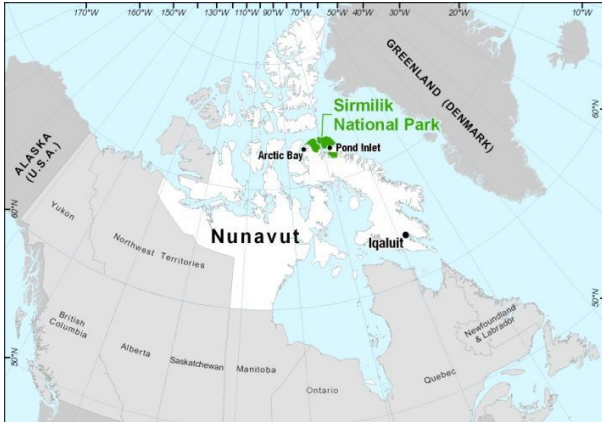 170°W
160°W
150°W
140°W
130°W
120°W
110°W
100°W
90°W
80°W
70°W
60°W
50°W
40°W
30°W
20°W
10°W
GREENLAND (DENMARK)
Sirmilik
National Park
Arctic Bay
Pond Inlet
ALASKA
(U.S.A.)
60°N
60°N
Yukon
Northwest Territories
Nunavut
Iqaluit
British
Columbia
Alberta
Saskatchewan
Manitoba
Ontario
Quebec
Newfoundland
& Labrador
50°N
50°N